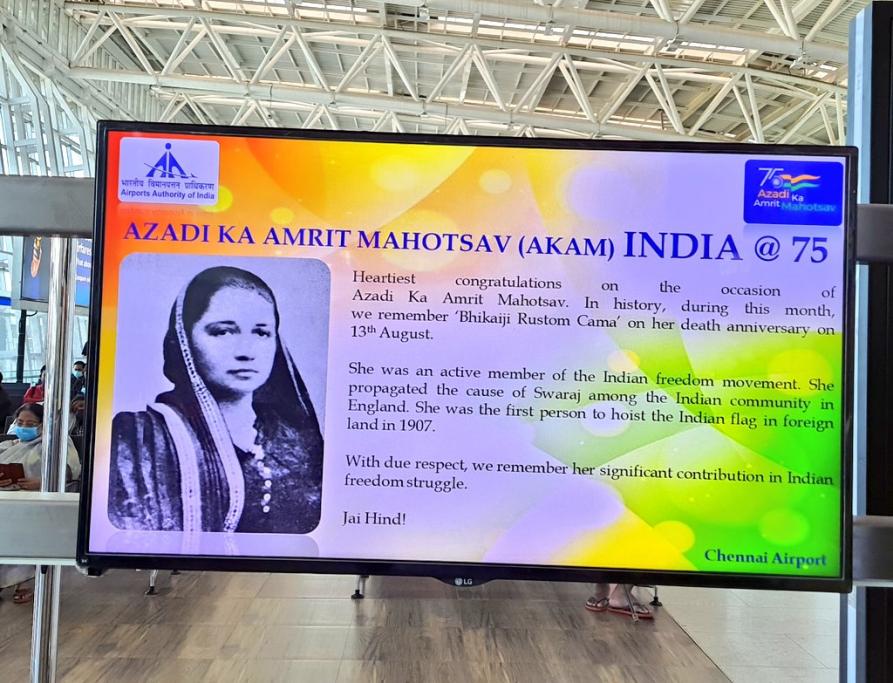 भारतीय विमानपत्तन प्राधिकरण
Airports Authority of India
75
Azadi Ka
Amrit Mahotsav
AZADI KA AMRIT MAHOTSAV (AKAM) INDIA @ 75
Heartiest congratulations on the occasion of
Azadi Ka Amrit Mahotsav. In history, during this month,
we remember 'Bhikaiji Rustom Cama' on her death anniversary on
13th August.
She was an active member of the Indian freedom movement. She
propagated the cause of Swaraj among the Indian community in
England. She was the first person to hoist the Indian flag in foreign
land in 1907.
With due respect, we remember her significant contribution in Indian
freedom struggle.
Jai Hind!
Chennai Airport
LG